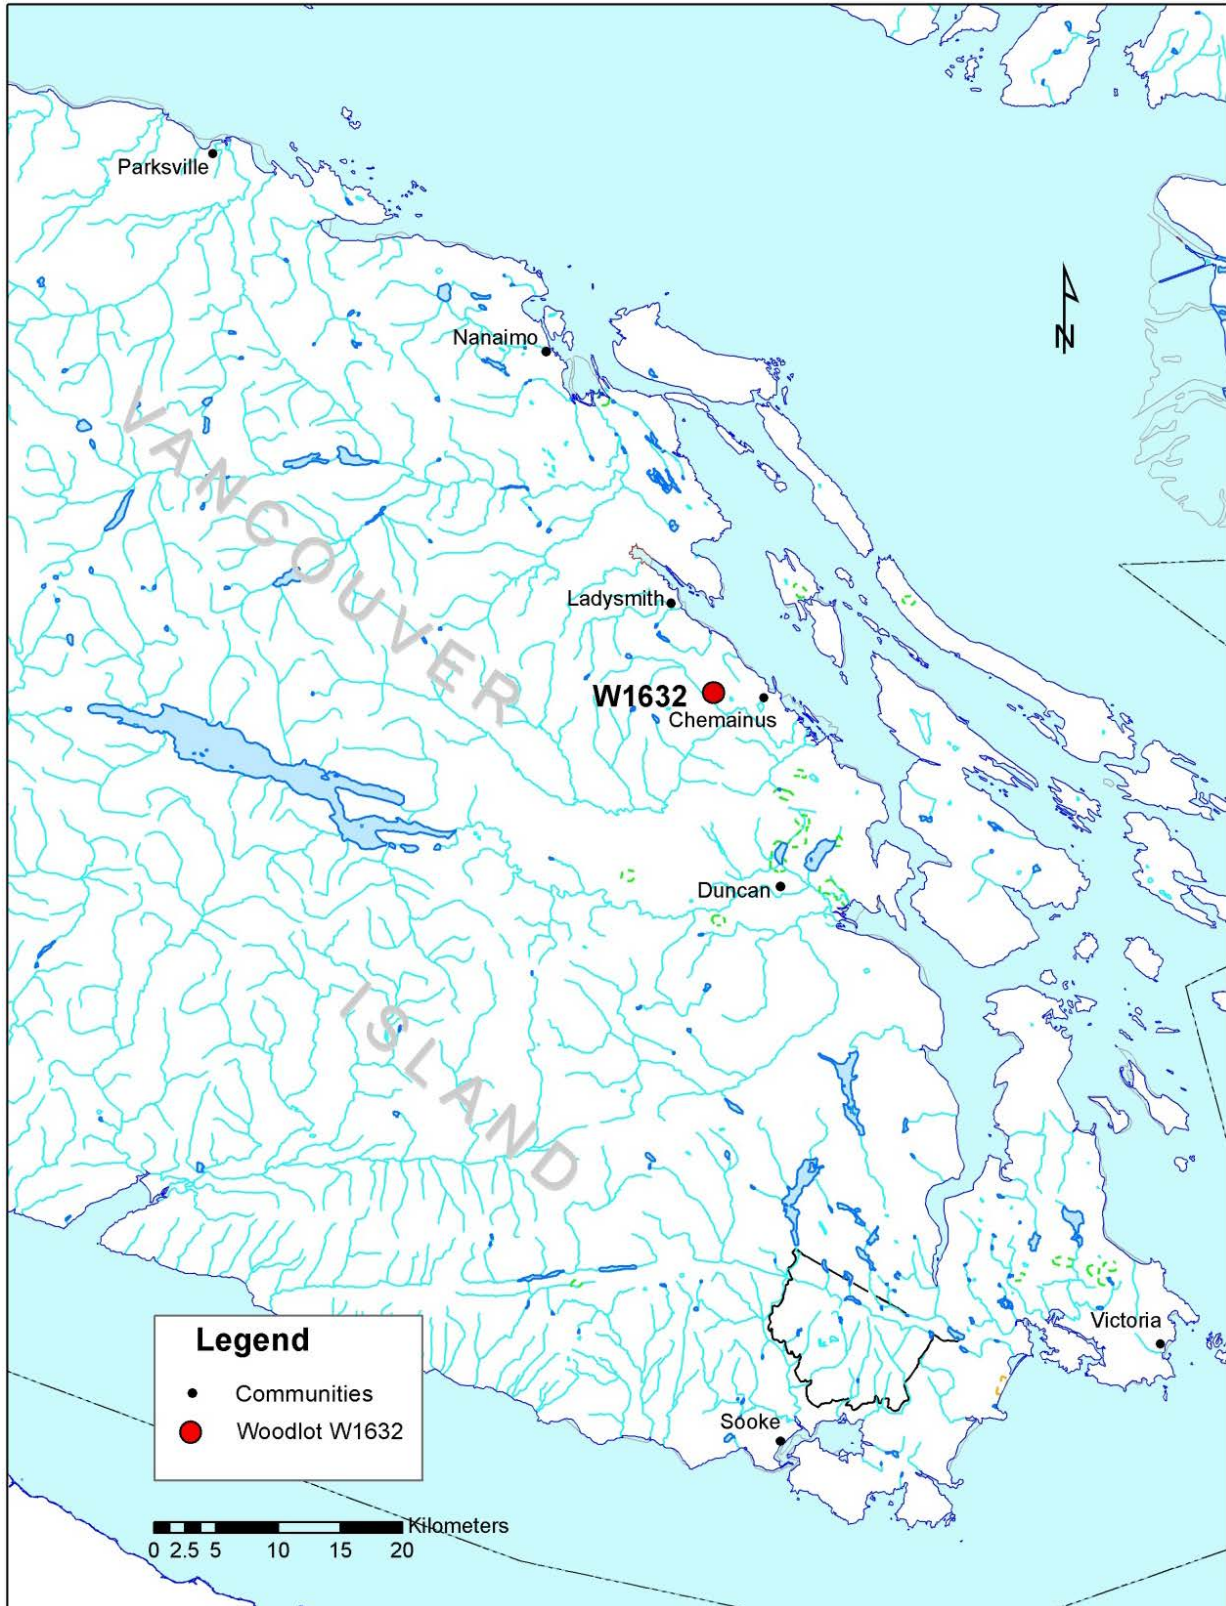 Parksville
Nanaimo
VANCOUVER
Ladysmith
W1632
Chemainus
Duncan
ISLAND
N
Victoria
Sooke
Legend
Communities
Woodlot W1632
Kilometers
0 2.5 5 10 15 20